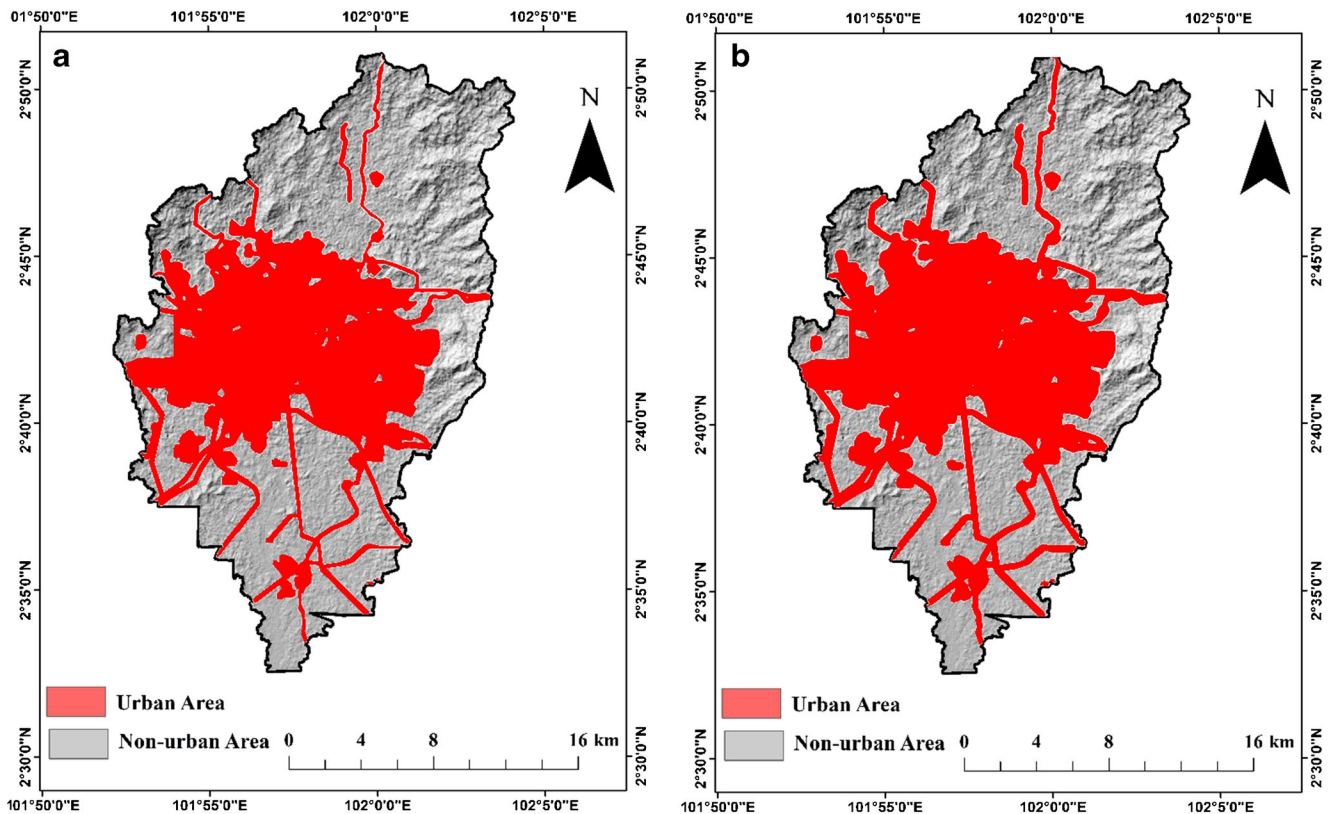 01°50'0"E 101°55'0"E 102°0'0"E 102°5'0"E
a
N
2°50'0"N 2°50'0"N
2°45'0"N 2°45'0"N
2°40'0"N 2°40'0"N
2°35'0"N 2°35'0"N
2°30'0"N 2°30'0"N
Urban Area
Non-urban Area
0 4 8 16 km
101°50'0"E 101°55'0"E 102°0'0"E 102°5'0"E
01°50'0"E 101°55'0"E 102°0'0"E 102°5'0"E
b
N
2°50'0"N 2°50'0"N
2°45'0"N 2°45'0"N
2°40'0"N 2°40'0"N
2°35'0"N 2°35'0"N
2°30'0"N 2°30'0"N
Urban Area
Non-urban Area
0 4 8 16 km
101°50'0"E 101°55'0"E 102°0'0"E 102°5'0"E